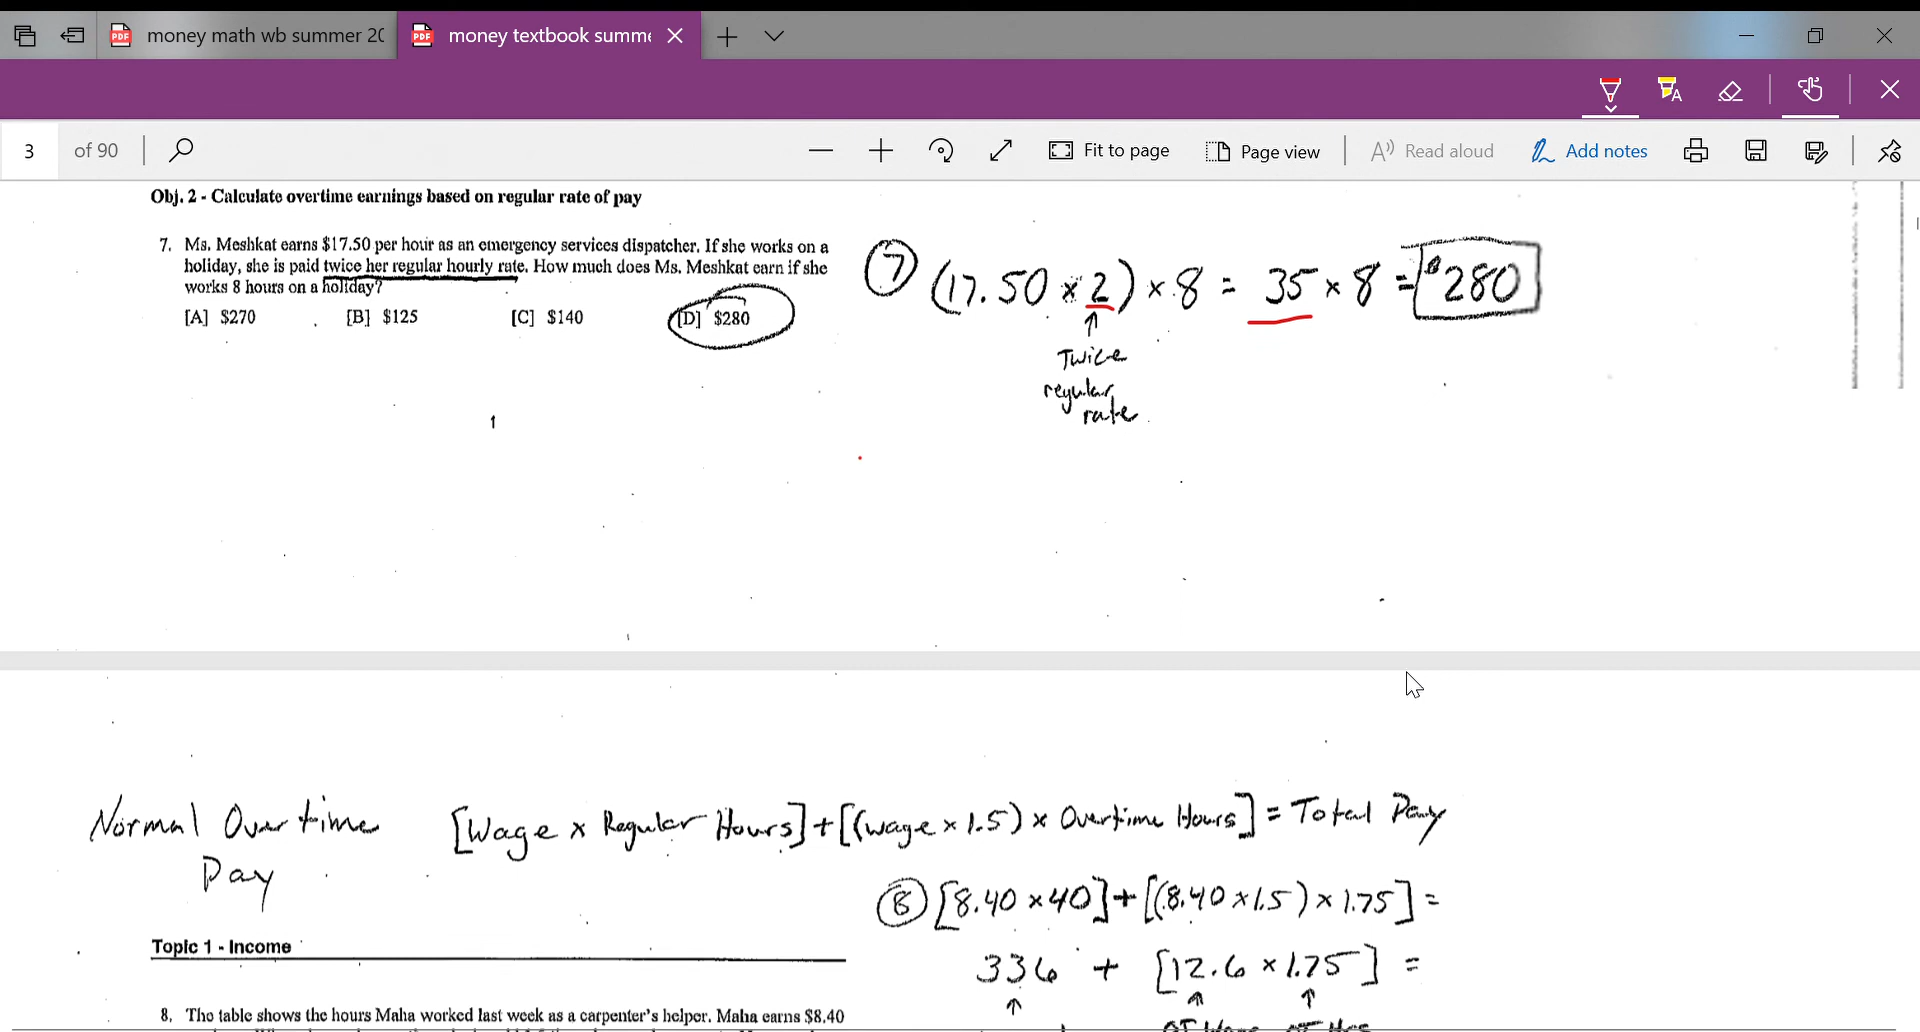 money math wb summer 20
money textbook summe
3 of 90
Fit to page
Page view
Read aloud
Add notes
Obj. 2 - Calculate overtime earnings based on regular rate of pay
7. Ms. Meshkat earns $17.50 per hour as an emergency services dispatcher. If she works on a
holiday, she is paid twice her regular hourly rate. How much does Ms. Meshkat earn if she
works 8 hours on a holiday?
[A] $270 [B] $125 [C] $140 [D] $280
7 (17.50 × 2) × 8 = 35 × 8 = $280
Twice
regular
rate
1
Normal Overtime
Pay
[Wage × Regular Hours] + [(wage × 1.5) × Overtime Hours] = Total Pay
8 [8.40 × 40] + [(8.40 × 1.5) × 1.75] =
336 + [12.6 × 1.75] =
Topic 1 - Income
8. The table shows the hours Maha worked last week as a carpenter's helper. Maha earns $8.40